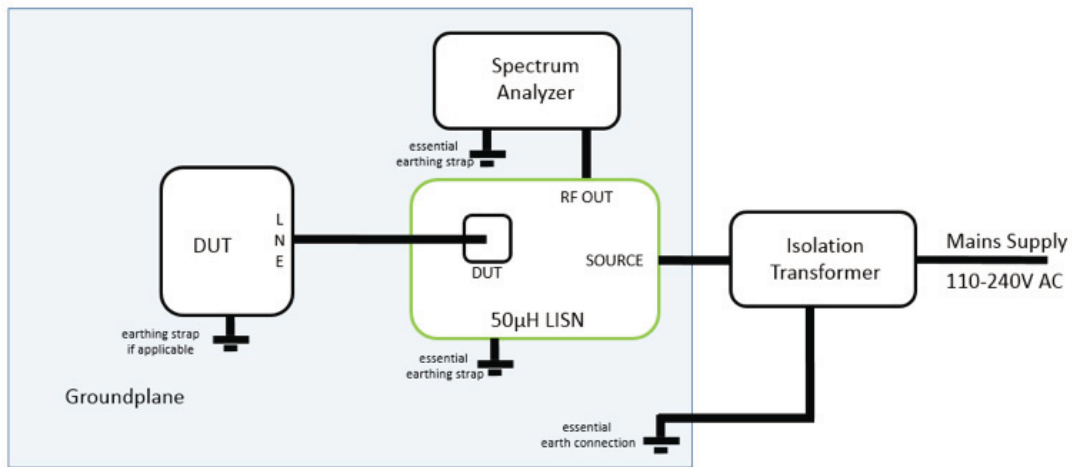 Spectrum
Analyzer
essential
earthing strap
RF OUT
L
N
E
DUT
DUT
SOURCE
Isolation
Transformer
Mains Supply
110-240V AC
50µH LISN
earthing strap
if applicable
essential
earthing strap
Groundplane
essential
earth connection